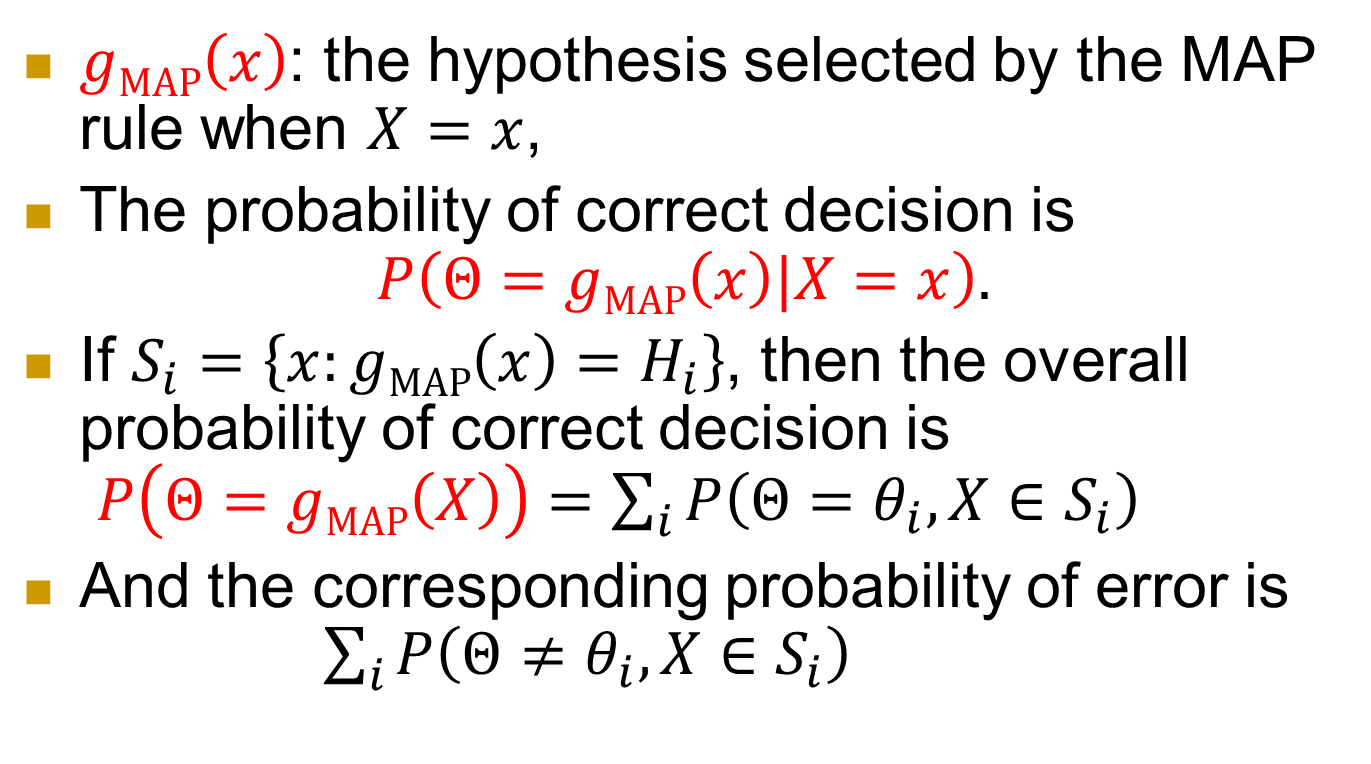 ■ g_MAP(x): the hypothesis selected by the MAP
rule when X = x,
■ The probability of correct decision is
P(Θ = g_MAP(x)|X = x).
■ If S_i = {x: g_MAP(x) = H_i}, then the overall
probability of correct decision is
P(Θ = g_MAP(X)) = ∑_i P(Θ = θ_i, X ∈ S_i)
■ And the corresponding probability of error is
∑_i P(Θ ≠ θ_i, X ∈ S_i)